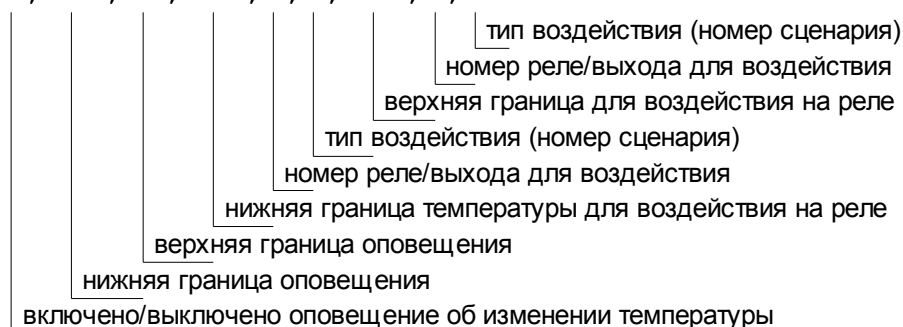 тип воздействия (номер сценария)
номер реле/выхода для воздействия
верхняя граница для воздействия на реле
тип воздействия (номер сценария)
номер реле/выхода для воздействия
нижняя граница температуры для воздействия на реле
верхняя граница оповещения
нижняя граница оповещения
включено/выключено оповещение об изменении температуры